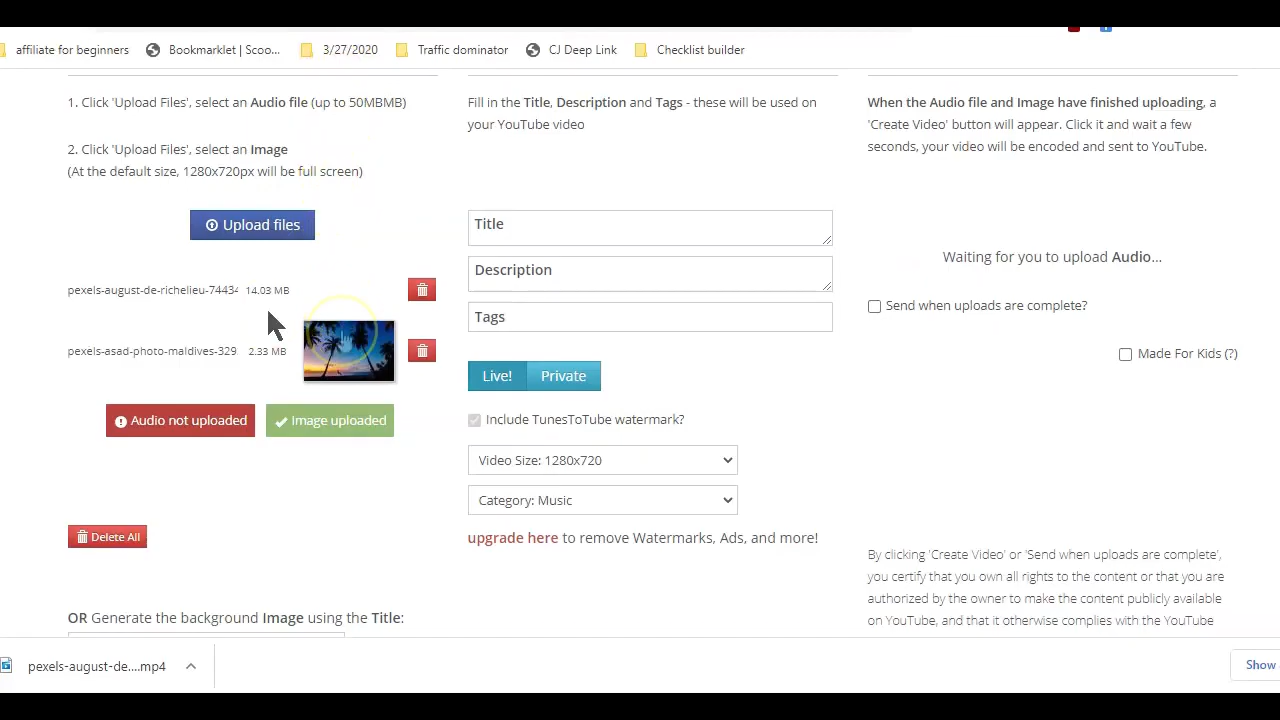 affiliate for beginners Bookmarklet | Scoo... 3/27/2020 Traffic dominator CJ Deep Link Checklist builder
1. Click 'Upload Files', select an Audio file (up to 50MBMB)
2. Click 'Upload Files', select an Image
(At the default size, 1280x720px will be full screen)
Upload files
pexels-august-de-richelieu-74434 14.03 MB
pexels-asad-photo-maldives-329 2.33 MB
Audio not uploaded Image uploaded
Delete All
OR Generate the background Image using the Title:
Fill in the Title, Description and Tags - these will be used on
your YouTube video
Title
Description
Tags
Live! Private
Include TunesToTube watermark?
Video Size: 1280x720
Category: Music
upgrade here to remove Watermarks, Ads, and more!
When the Audio file and Image have finished uploading, a
'Create Video' button will appear. Click it and wait a few
seconds, your video will be encoded and sent to YouTube.
Waiting for you to upload Audio...
Send when uploads are complete?
Made For Kids (?)
By clicking 'Create Video' or 'Send when uploads are complete',
you certify that you own all rights to the content or that you are
authorized by the owner to make the content publicly available
on YouTube, and that it otherwise complies with the YouTube
pexels-august-de....mp4
Show